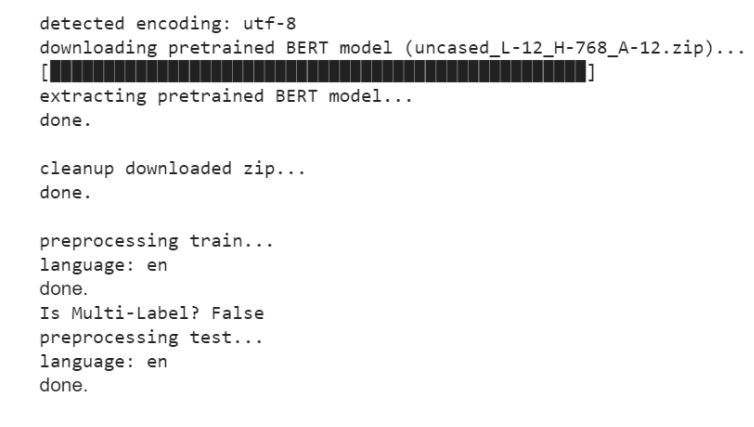 detected encoding: utf-8
downloading pretrained BERT model (uncased_L-12_H-768_A-12.zip)...
[██████████████████████████████████████████████████]
extracting pretrained BERT model...
done.
cleanup downloaded zip...
done.
preprocessing train...
language: en
done.
Is Multi-Label? False
preprocessing test...
language: en
done.